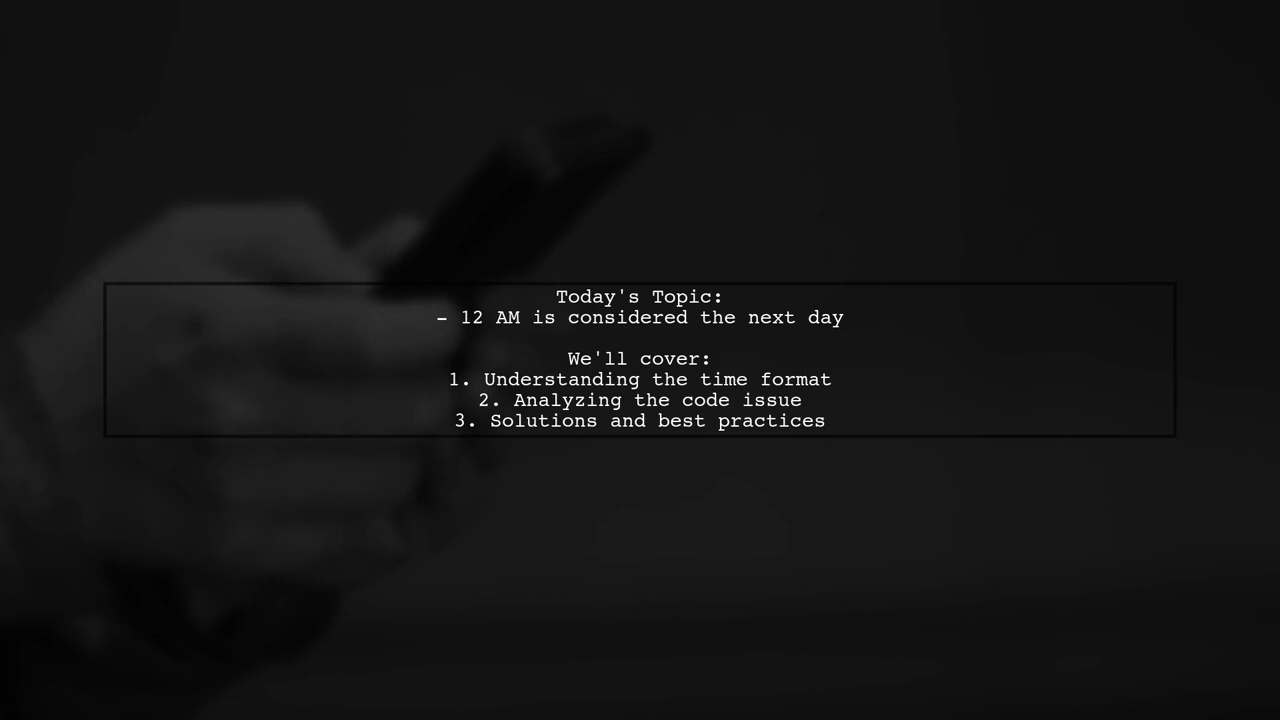 Today's Topic:
- 12 AM is considered the next day
We'll cover:
1. Understanding the time format
2. Analyzing the code issue
3. Solutions and best practices